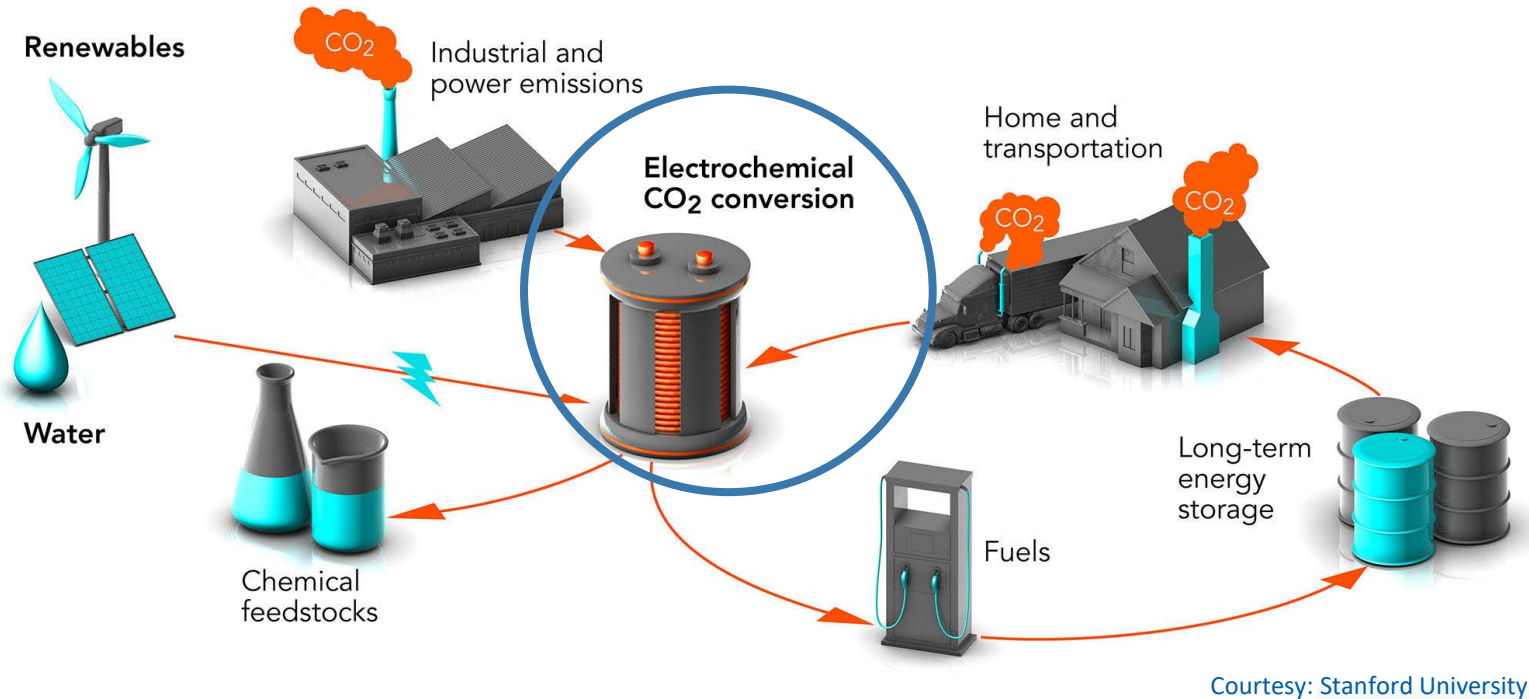 Renewables
CO2
Industrial and
power emissions
Electrochemical
CO2 conversion
Home and
transportation
CO2
CO2
Water
Chemical
feedstocks
Fuels
Long-term
energy
storage
Courtesy: Stanford University